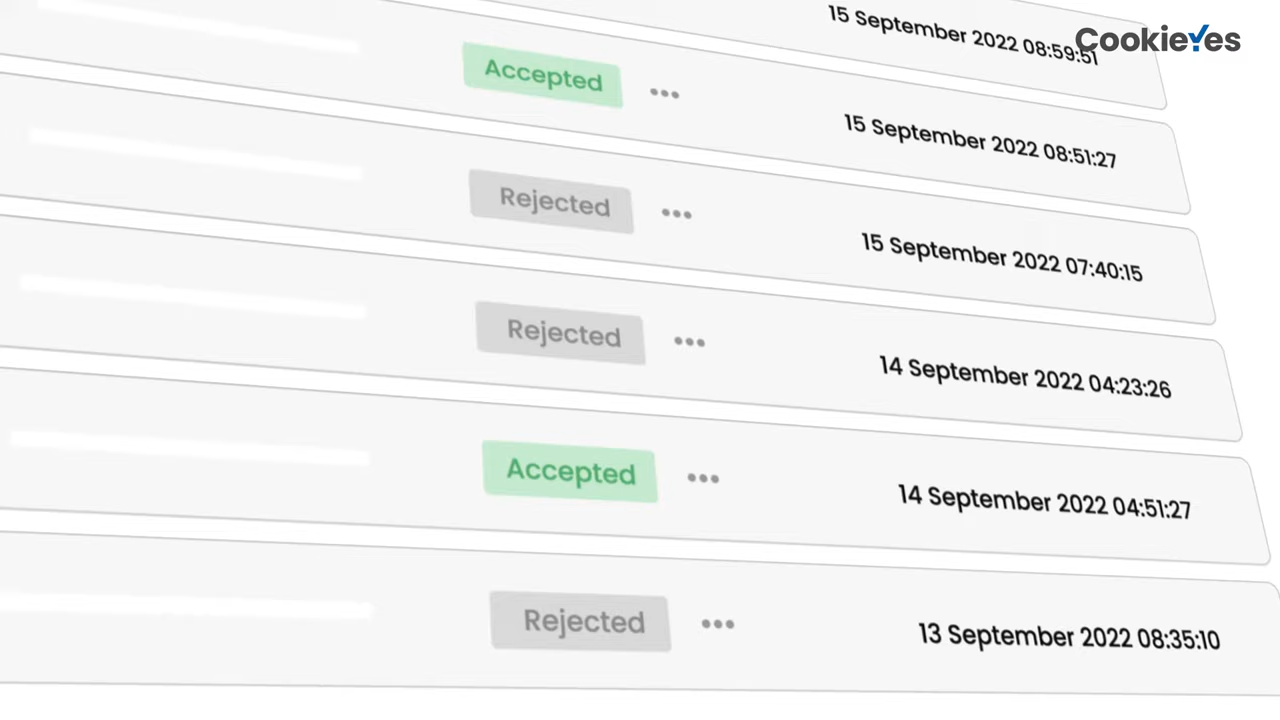 CookieYes
15 September 2022 08:59:51
Accepted ••• 15 September 2022 08:51:27
Rejected ••• 15 September 2022 07:40:15
Rejected ••• 14 September 2022 04:23:26
Accepted ••• 14 September 2022 04:51:27
Rejected ••• 13 September 2022 08:35:10